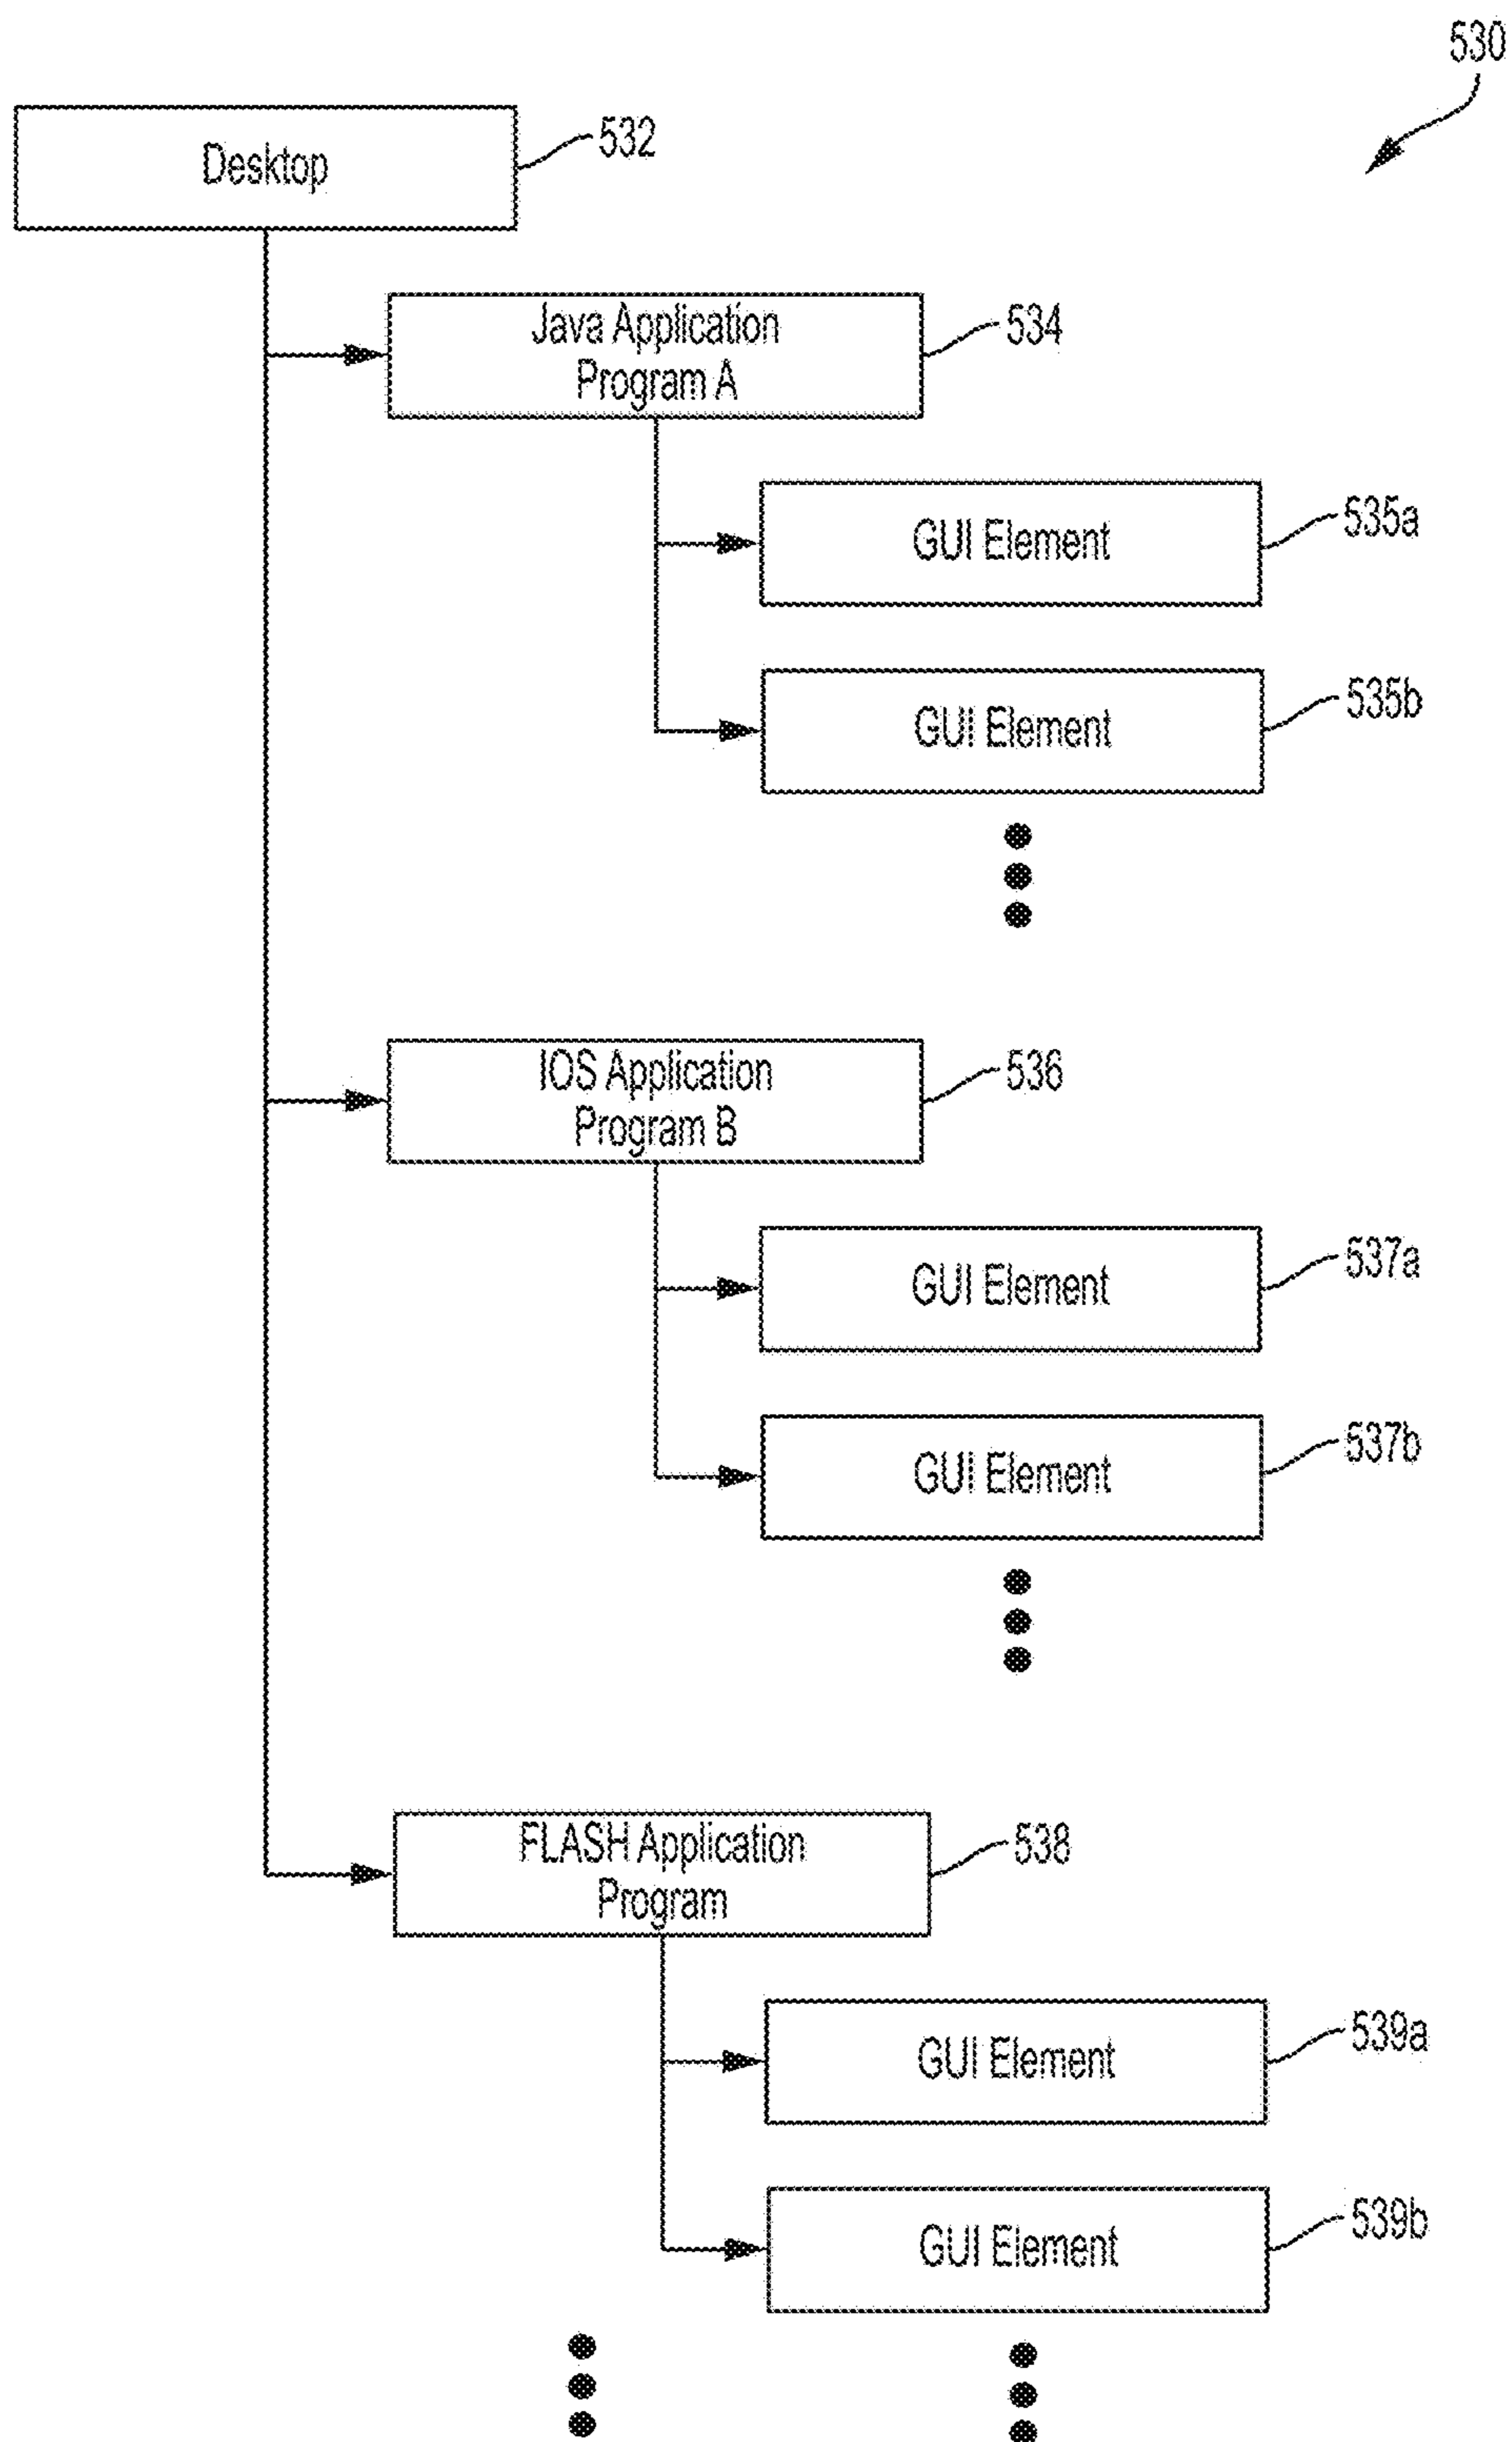 530
Desktop
532
Java Application
Program A
534
GUI Element
535a
GUI Element
535b
IOS Application
Program B
536
GUI Element
537a
GUI Element
537b
FLASH Application
Program
538
GUI Element
539a
GUI Element
539b